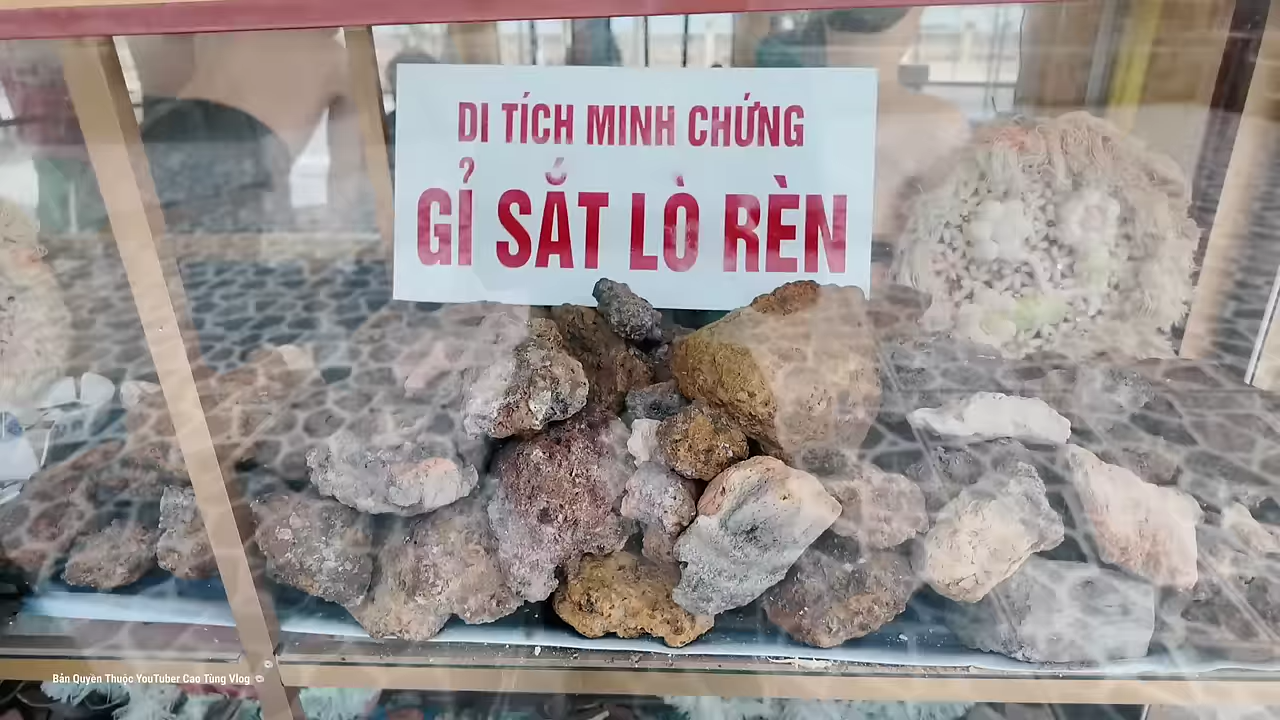 DI TÍCH MINH CHỨNG
GỈ SẮT LÒ RÈN
Bản Quyền Thuộc YouTuber Cao Tùng Vlog